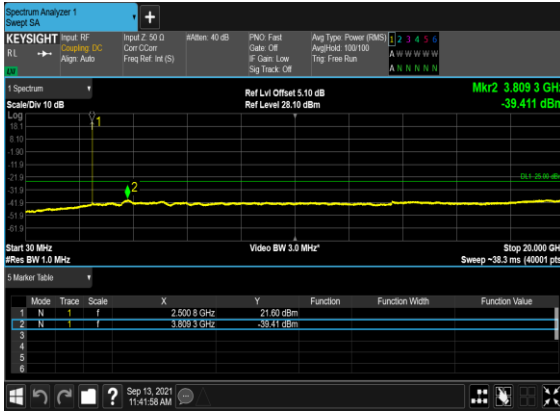 Spectrum Analyzer 1
Swept SA
KEYSIGHT
RL
Input: RF
Coupling: DC
Align: Auto
Input Z: 50 Ω
Corr CCorr
Freq Ref: Int (S)
#Atten: 40 dB
PNO: Fast
Gate: Off
IF Gain: Low
Sig Track: Off
Avg Type: Power (RMS)
Avg|Hold: 100/100
Trig: Free Run
1 2 3 4 5 6
A W W W W W
A N N N N N
1 Spectrum
Scale/Div 10 dB
Ref Lvl Offset 5.10 dB
Ref Level 28.10 dBm
Mkr2 3.809 3 GHz
-39.411 dBm
Log
18.1
8.10
-1.90
-11.9
-21.9
-31.9
-41.9
-51.9
-61.9
1
2
DL1 -25.00 dBm
Start 30 MHz
#Res BW 1.0 MHz
Video BW 3.0 MHz*
Stop 20.000 GH
Sweep ~38.3 ms (40001 pts
5 Marker Table
Mode Trace Scale X Y Function Function Width Function Value
1 N 1 f 2.500 8 GHz 21.60 dBm
2 N 1 f 3.809 3 GHz -39.41 dBm
3
4
5
6
Sep 13, 2021
11:41:58 AM